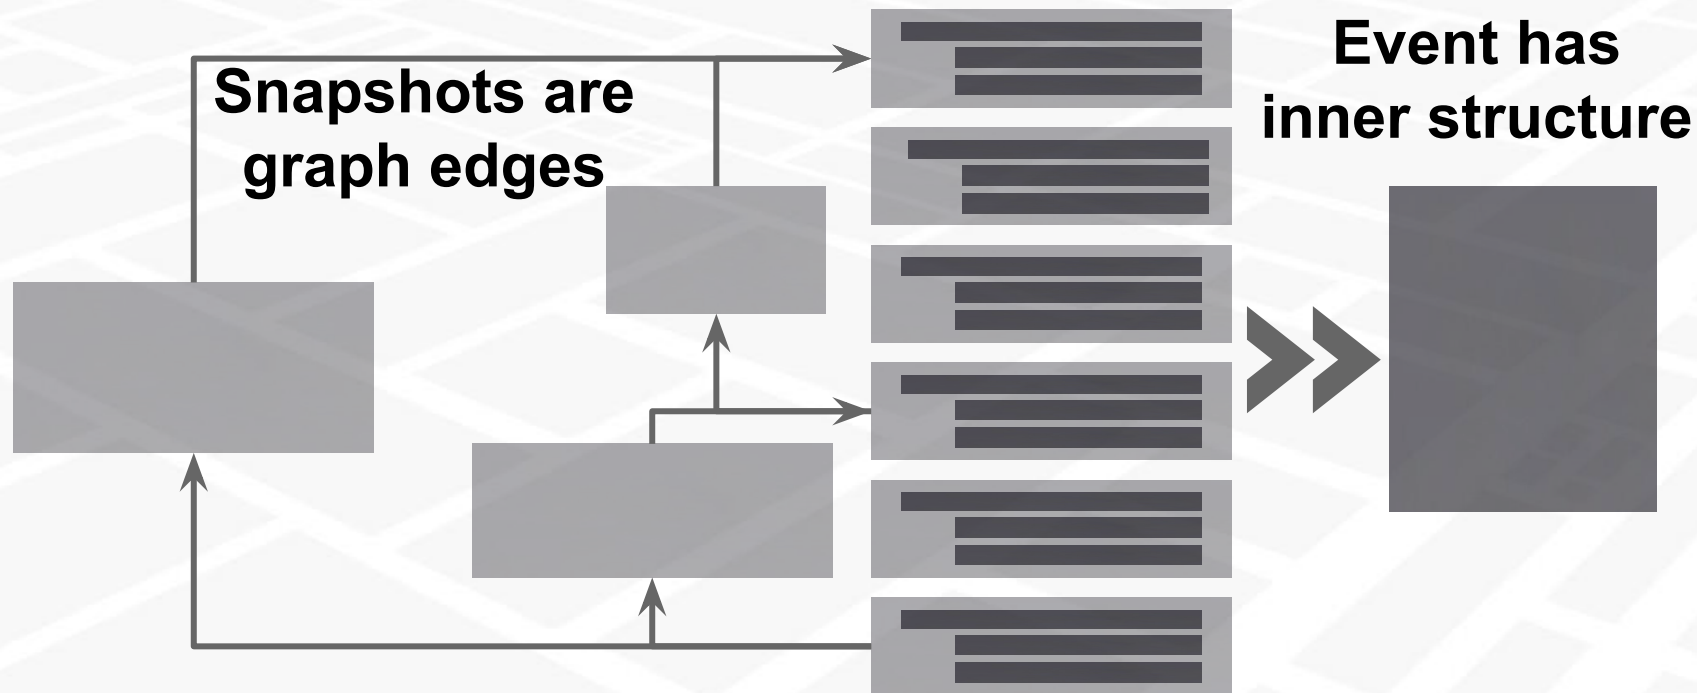 Snapshots are
graph edges
Event has
inner structure